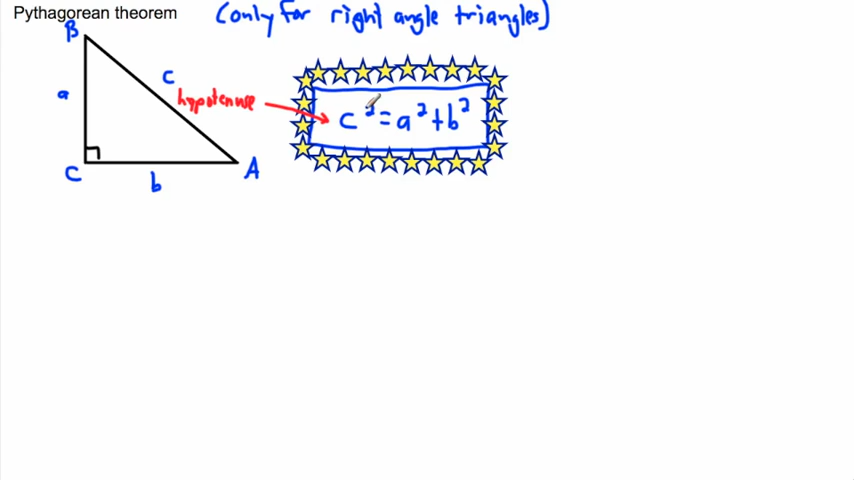 Pythagorean theorem
(only for right angle triangles)
B
c
a
hypotenuse
c²=a²+b²
C
b
A